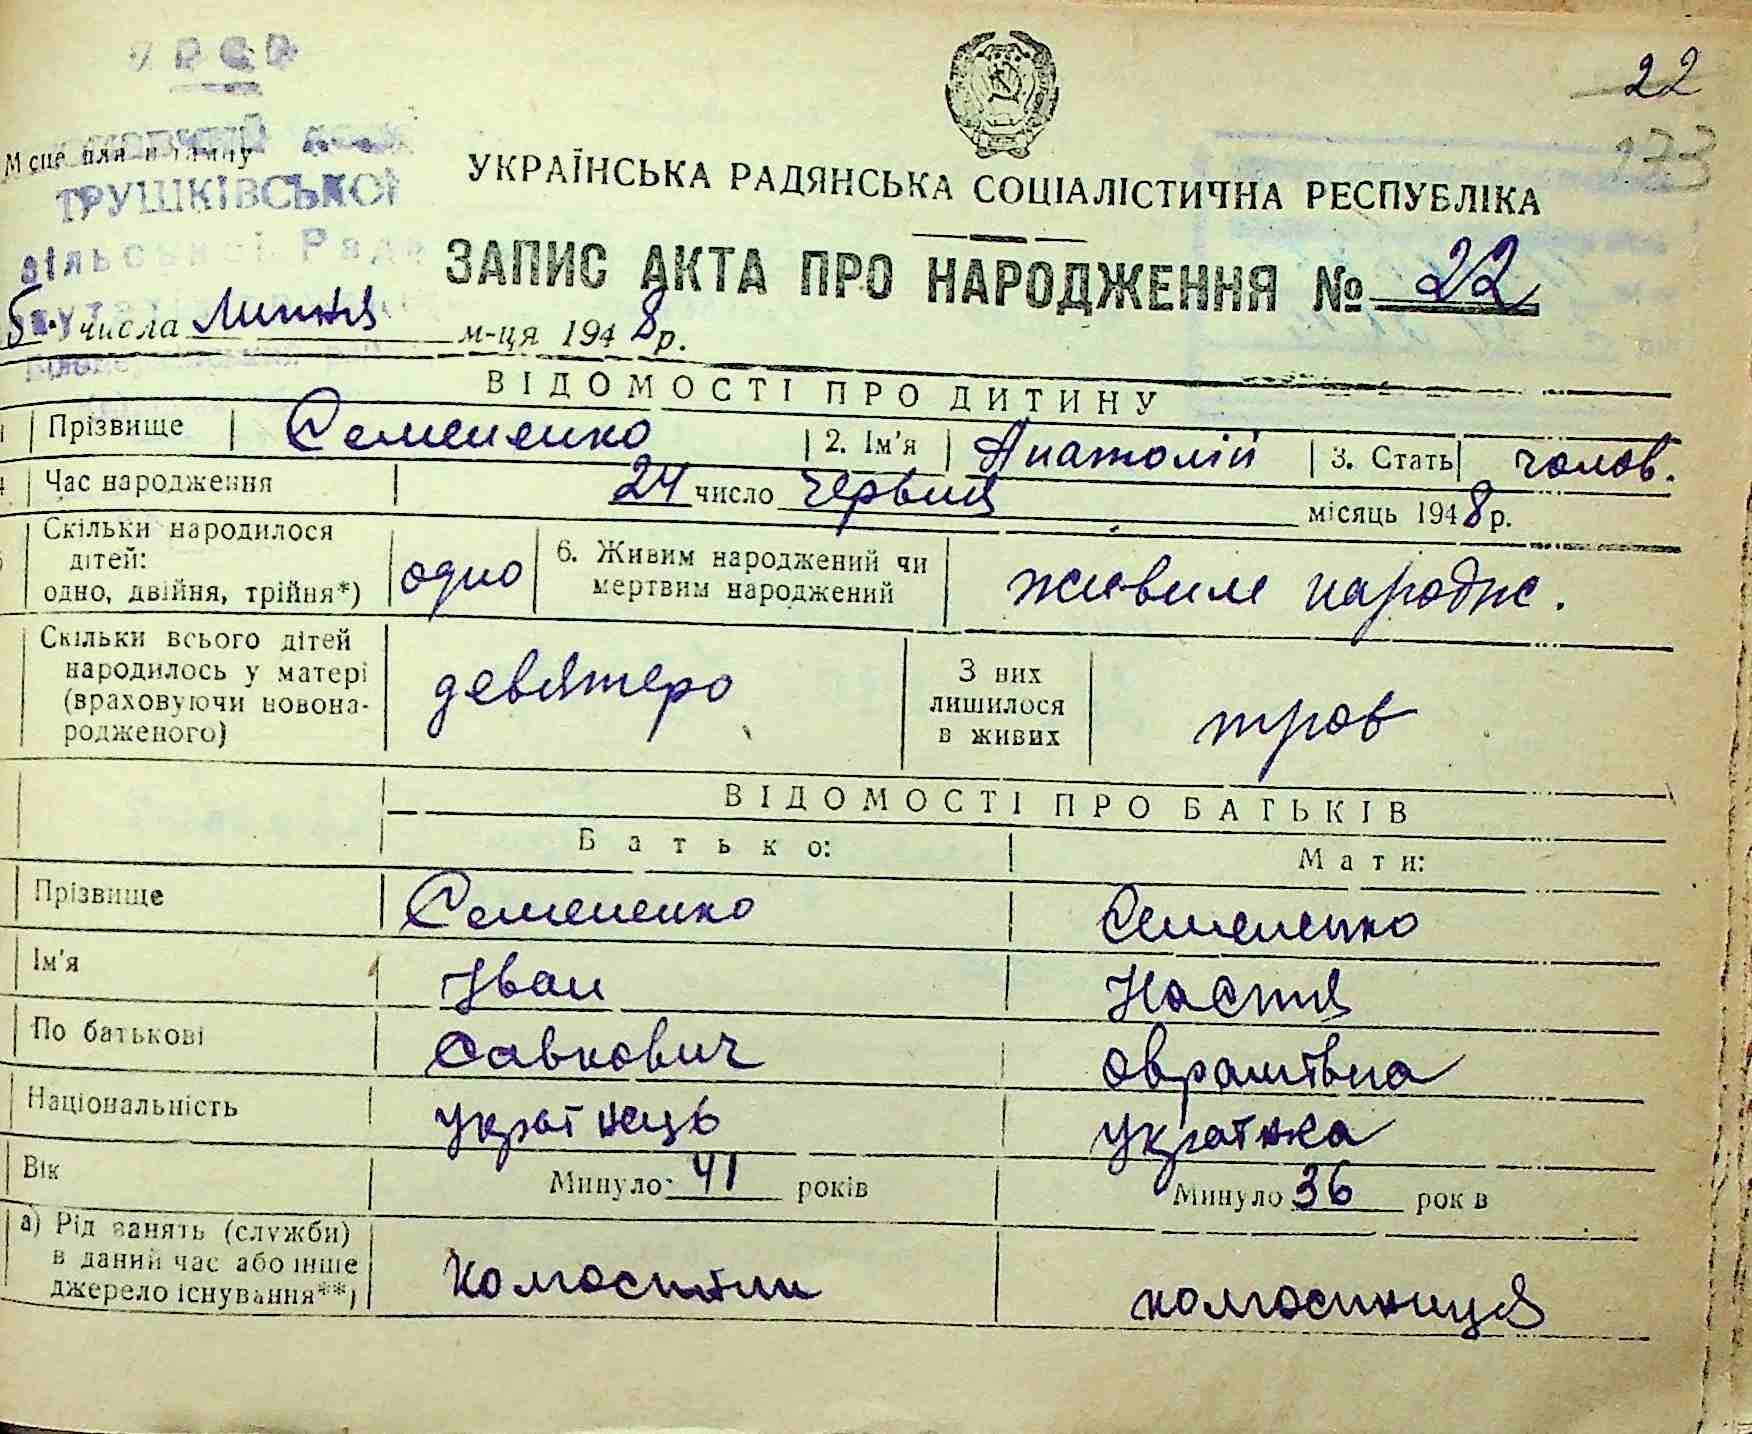 22
123
Місце для штампу
ТРУШКІВСЬКОЇ
сільської Ради
УКРАЇНСЬКА РАДЯНСЬКА СОЦІАЛІСТИЧНА РЕСПУБЛІКА
ЗАПИС АКТА ПРО НАРОДЖЕННЯ № 22
5 числа Липня м-ця 1948 р.
ВІДОМОСТІ ПРО ДИТИНУ
Прізвище Семененко 2. Ім'я Анатолій 3. Стать чолов.
Час народження 24 число червня місяць 1948 р.
Скільки народилося дітей: одно, двійня, трійня*) одно 6. Живим народжений чи мертвим народжений живим народж.
Скільки всього дітей народилось у матері (враховуючи новонародженого) девятеро З них лишилося в живих троє
ВІДОМОСТІ ПРО БАТЬКІВ
Батько: Мати:
Прізвище Семененко Семененко
Ім'я Іван Настя
По батькові Савкович Оврамівна
Національність українець українка
Вік Минуло 41 років Минуло 36 років
а) Рід занять (служби) в даний час або інше джерело існування**) колгоспник колгоспниця